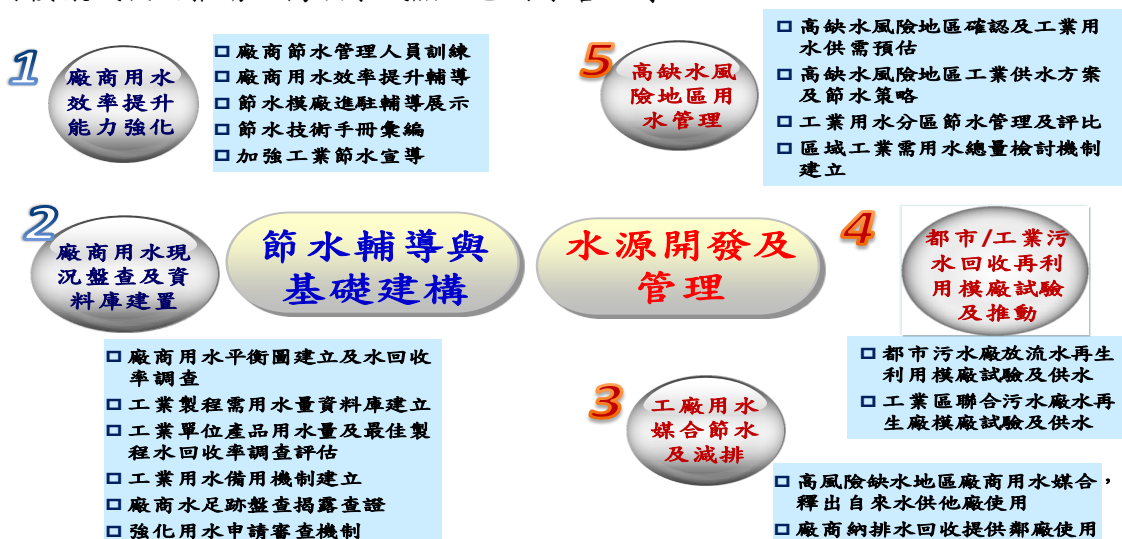 1
廠商用水
效率提升
能力強化
廠商節水管理人員訓練
廠商用水效率提升輔導
節水模廠進駐輔導展示
節水技術手冊彙編
加強工業節水宣導
5
高缺水風
險地區用
水管理
高缺水風險地區確認及工業用
水供需預估
高缺水風險地區工業供水方案
及節水策略
工業用水分區節水管理及評比
區域工業需用水總量檢討機制
建立
2
廠商用水現
況盤查及資
料庫建置
節水輔導與
基礎建構
水源開發及
管理
4
都市/工業污
水回收再利
用模廠試驗
及推動
廠商用水平衡圖建立及水回收
率調查
工業製程需用水量資料庫建立
工業單位產品用水量及最佳製
程水回收率調查評估
工業用水備用機制建立
廠商水足跡盤查揭露查證
強化用水申請審查機制
3
工廠用水
媒合節水
及減排
都市污水廠放流水再生
利用模廠試驗及供水
工業區聯合污水廠水再
生廠模廠試驗及供水
高風險缺水地區廠商用水媒合，
釋出自來水供他廠使用
廠商納排水回收提供鄰廠使用